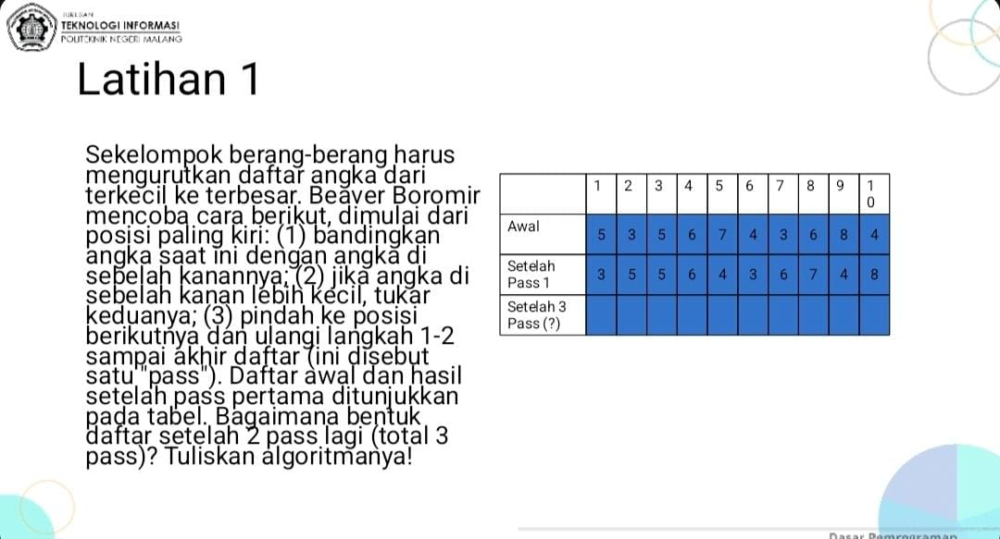 JURUSAN
TEKNOLOGI INFORMASI
POLITEKNIK NEGERI MALANG
Latihan 1
Sekelompok berang-berang harus
mengurutkan daftar angka dari
terkecil ke terbesar. Beaver Boromir
mencoba cara berikut, dimulai dari
posisi paling kiri: (1) bandingkan
angka saat ini dengan angka di
sebelah kanannya; (2) jika angka di
sebelah kanan lebih kecil, tukar
keduanya; (3) pindah ke posisi
berikutnya dan ulangi langkah 1-2
sampai akhir daftar (ini disebut
satu "pass"). Daftar awal dan hasil
setelah pass pertama ditunjukkan
pada tabel. Bagaimana bentuk
daftar setelah 2 pass lagi (total 3
pass)? Tuliskan algoritmanya!
1 2 3 4 5 6 7 8 9 10
Awal 5 3 5 6 7 4 3 6 8 4
Setelah
Pass 1 3 5 5 6 4 3 6 7 4 8
Setelah 3
Pass (?)
Dasar Pemrograman